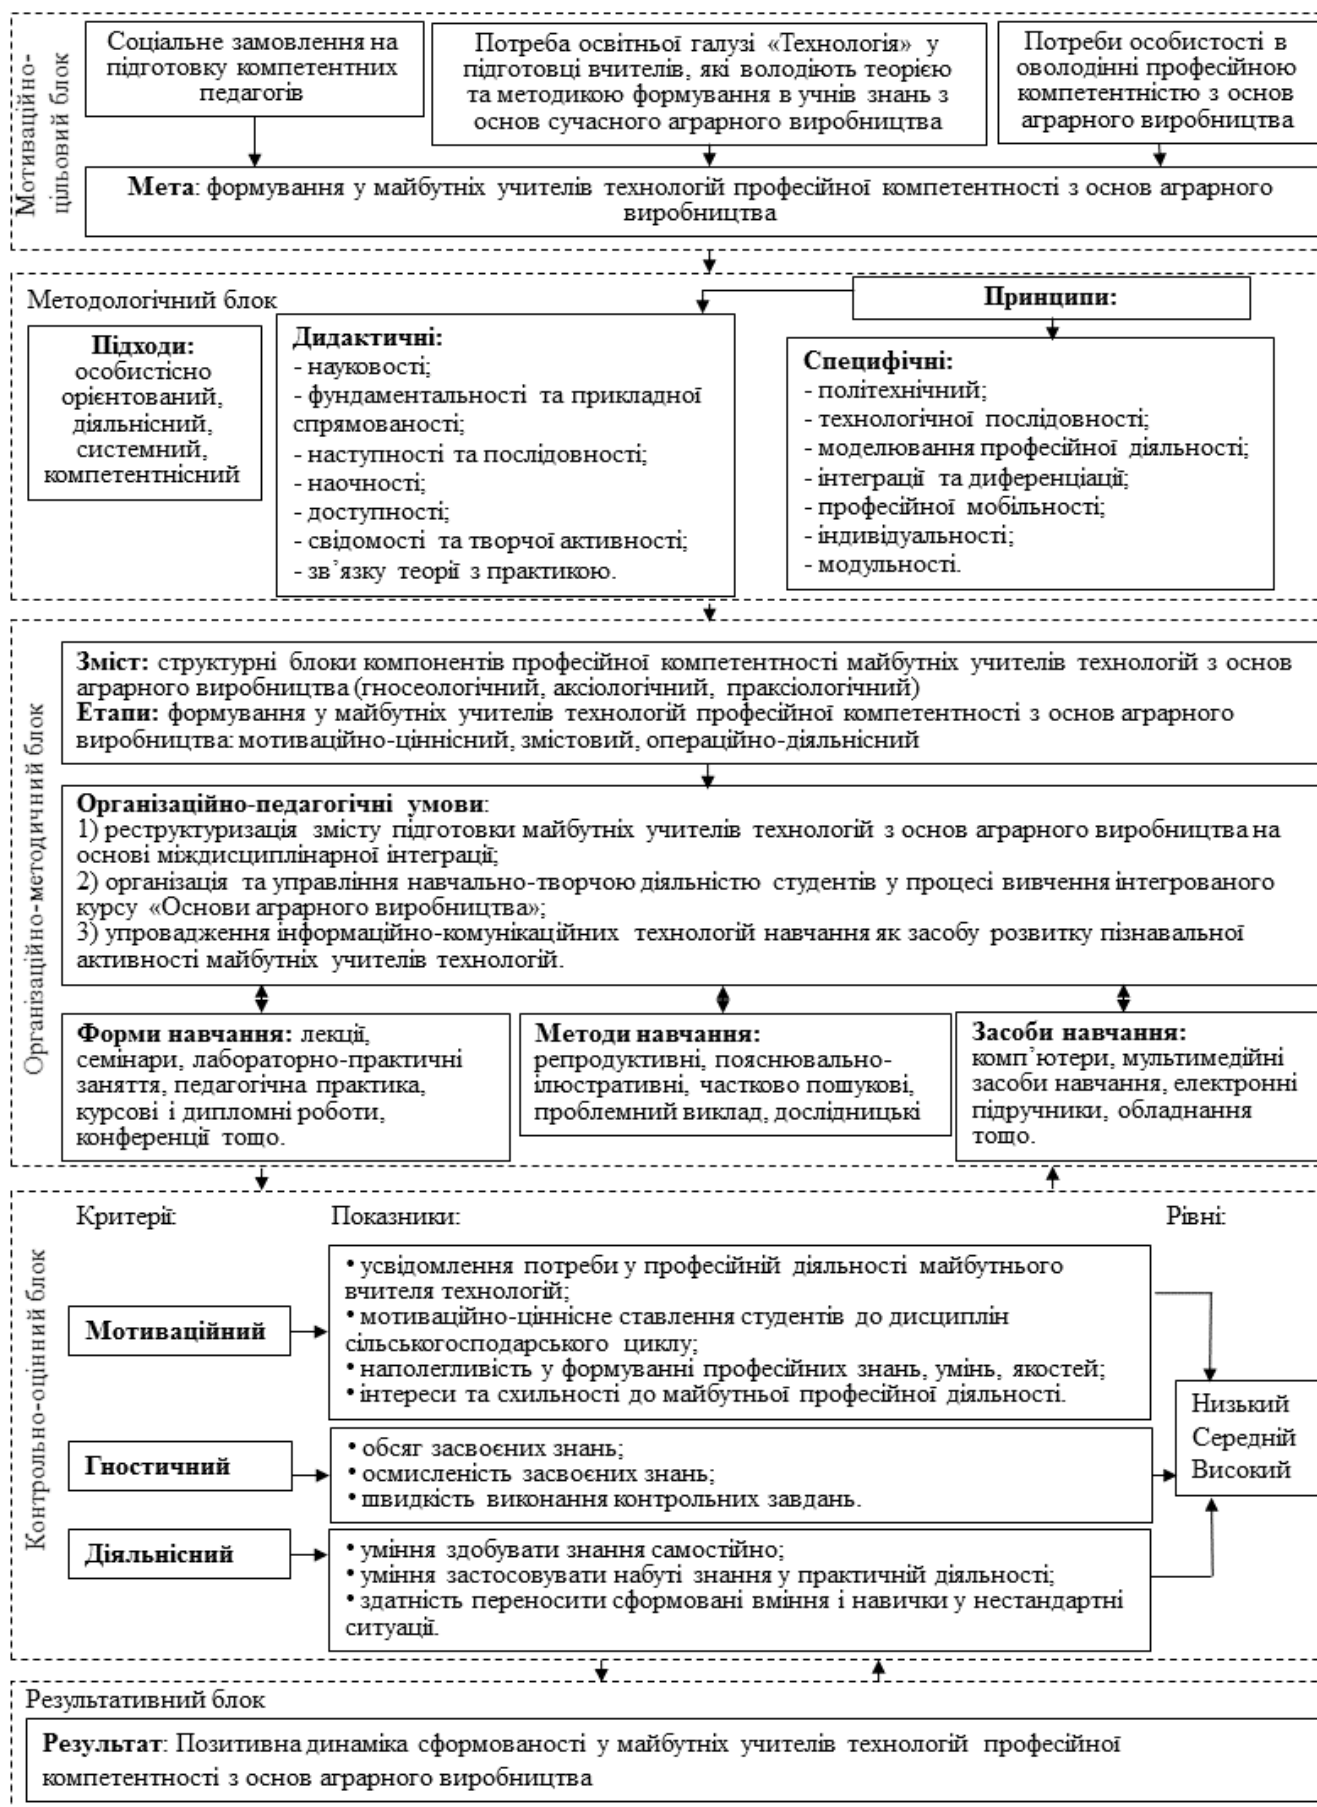 Мотиваційно-
цільовий блок
Соціальне замовлення на
підготовку компетентних
педагогів
Потреба освітньої галузі «Технологія» у
підготовці вчителів, які володіють теорією
та методикою формування в учнів знань з
основ сучасного аграрного виробництва
Потреби особистості в
оволодінні професійною
компетентністю з основ
аграрного виробництва
Мета: формування у майбутніх учителів технологій професійної компетентності з основ аграрного
виробництва
Методологічний блок
Підходи:
особистісно
орієнтований,
діяльнісний,
системний,
компетентнісний
Принципи:
Дидактичні:
- науковості;
- фундаментальності та прикладної
спрямованості;
- наступності та послідовності;
- наочності;
- доступності;
- свідомості та творчої активності;
- зв’язку теорії з практикою.
Специфічні:
- політехнічний;
- технологічної послідовності;
- моделювання професійної діяльності;
- інтеграції та диференціації;
- професійної мобільності;
- індивідуальності;
- модульності.
Організаційно-методичний блок
Зміст: структурні блоки компонентів професійної компетентності майбутніх учителів технологій з основ
аграрного виробництва (гносеологічний, аксіологічний, праксіологічний)
Етапи: формування у майбутніх учителів технологій професійної компетентності з основ аграрного
виробництва: мотиваційно-ціннісний, змістовий, операційно-діяльнісний
Організаційно-педагогічні умови:
1) реструктуризація змісту підготовки майбутніх учителів технологій з основ аграрного виробництва на
основі міждисциплінарної інтеграції;
2) організація та управління навчально-творчою діяльністю студентів у процесі вивчення інтегрованого
курсу «Основи аграрного виробництва»;
3) упровадження інформаційно-комунікаційних технологій навчання як засобу розвитку пізнавальної
активності майбутніх учителів технологій.
Форми навчання: лекції,
семінари, лабораторно-практичні
заняття, педагогічна практика,
курсові і дипломні роботи,
конференції тощо.
Методи навчання:
репродуктивні, пояснювально-
ілюстративні, частково пошукові,
проблемний виклад, дослідницькі
Засоби навчання:
комп’ютери, мультимедійні
засоби навчання, електронні
підручники, обладнання
тощо.
Контрольно-оцінний блок
Критерії:
Показники:
Рівні:
Мотиваційний
• усвідомлення потреби у професійній діяльності майбутнього
вчителя технологій;
• мотиваційно-ціннісне ставлення студентів до дисциплін
сільськогосподарського циклу;
• наполегливість у формуванні професійних знань, умінь, якостей;
• інтереси та схильності до майбутньої професійної діяльності.
Гностичний
• обсяг засвоєних знань;
• осмисленість засвоєних знань;
• швидкість виконання контрольних завдань.
Діяльнісний
• уміння здобувати знання самостійно;
• уміння застосовувати набуті знання у практичній діяльності;
• здатність переносити сформовані вміння і навички у нестандартні
ситуації.
Низький
Середній
Високий
Результативний блок
Результат: Позитивна динаміка сформованості у майбутніх учителів технологій професійної
компетентності з основ аграрного виробництва